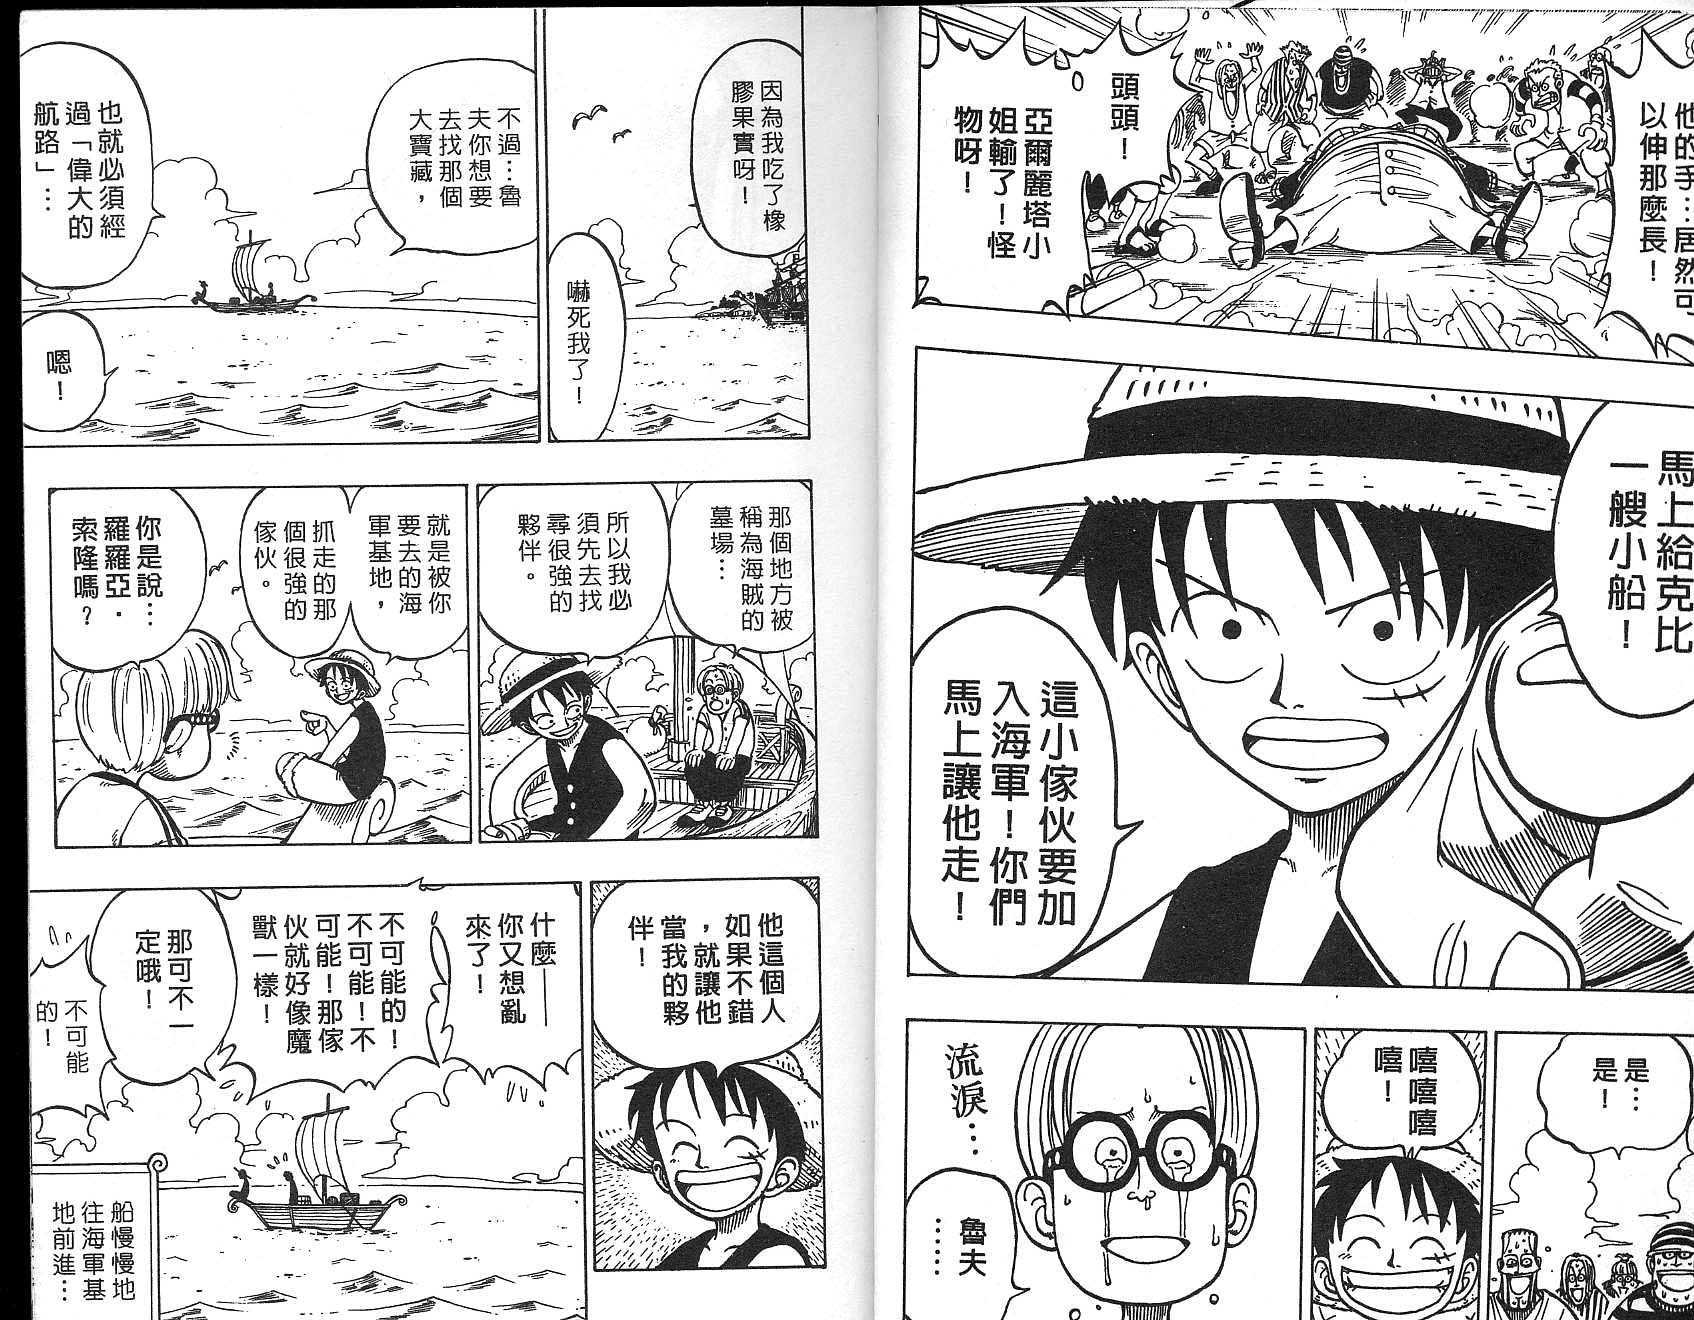 他的手…居然可
以伸那麼長！
頭頭！
亞爾麗塔小
姐輸了！怪
物呀！
馬上給克比
一艘小船！
這小傢伙要加
入海軍！你們
馬上讓他走！
是…
是！
嘻嘻嘻
嘻！
流淚…
魯夫
……
因為我吃了橡
膠果實呀！
嚇死我了！
不過…魯
夫你想要
去找那個
大寶藏，
也就必須經
過「偉大的
航路」…
嗯！
那個地方被
稱為海賊的
墓場…
所以我必
須先去找
尋很強的
夥伴。
就是被你
要去的海
軍基地，
抓走的那
個很強的
傢伙。
你是說…
羅羅亞．
索隆嗎？
他這個人
如果不錯
，就讓他
當我的夥
伴！
什麼──
你又想亂
來了！
不可能的！
不可能！不
可能！那傢
伙就好像魔
獸一樣！
那可不一
定哦！
不可能
的！
船慢慢地
往海軍基
地前進…